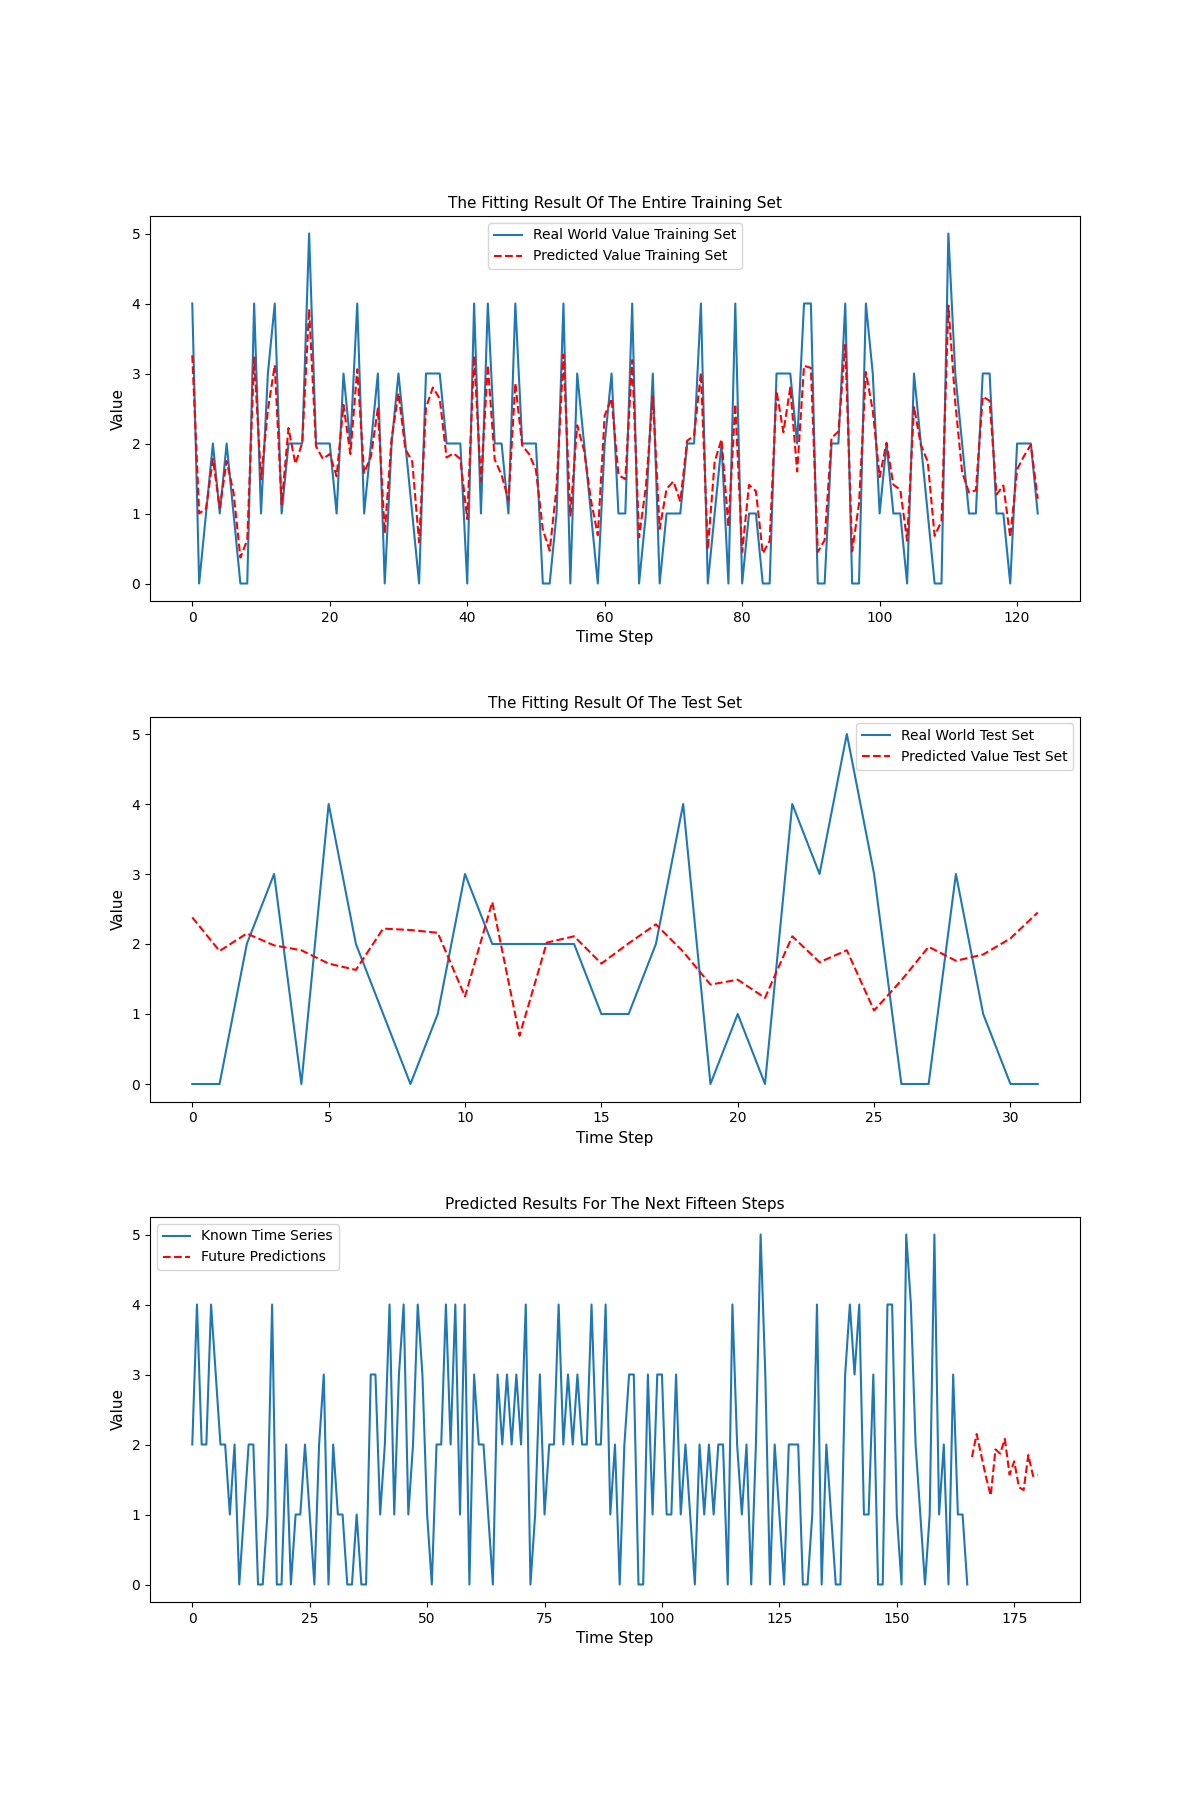 The Fitting Result Of The Entire Training Set
Real World Value Training Set
Predicted Value Training Set
Value
5
4
3
2
1
0
0 20 40 60 80 100 120
Time Step
The Fitting Result Of The Test Set
Real World Test Set
Predicted Value Test Set
Value
5
4
3
2
1
0
0 5 10 15 20 25 30
Time Step
Predicted Results For The Next Fifteen Steps
Known Time Series
Future Predictions
Value
5
4
3
2
1
0
0 25 50 75 100 125 150 175
Time Step